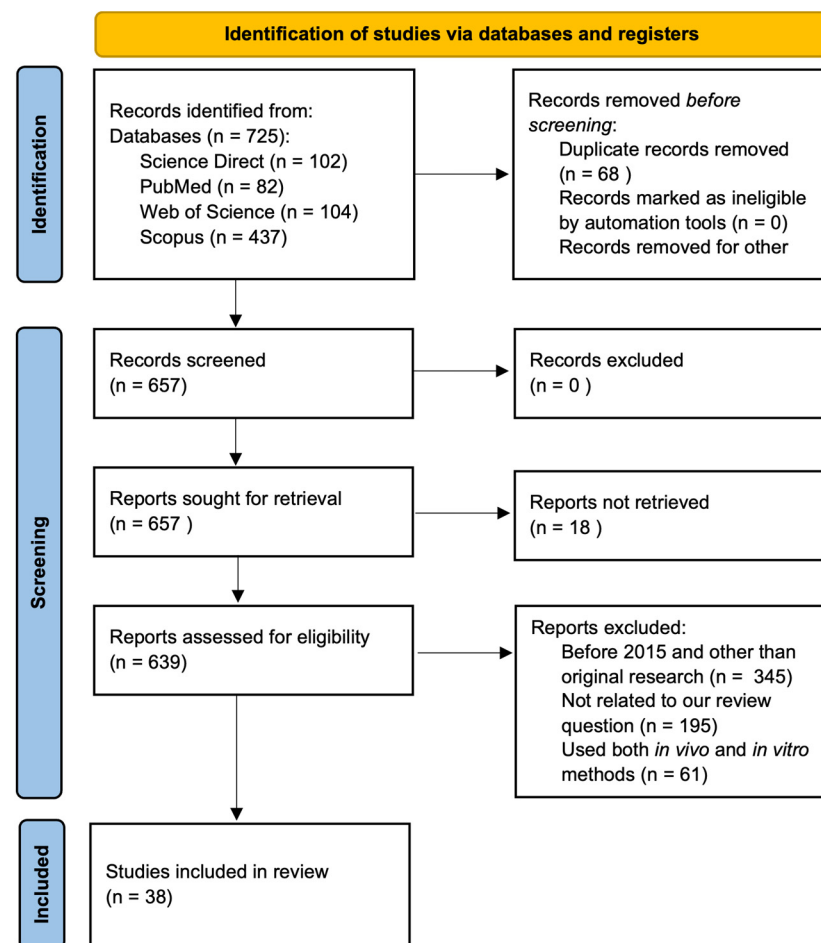 Identification of studies via databases and registers
Identification
Records identified from:
Databases (n = 725):
Science Direct (n = 102)
PubMed (n = 82)
Web of Science (n = 104)
Scopus (n = 437)
Records removed before
screening:
Duplicate records removed
(n = 68 )
Records marked as ineligible
by automation tools (n = 0)
Records removed for other
Screening
Records screened
(n = 657)
Records excluded
(n = 0 )
Reports sought for retrieval
(n = 657 )
Reports not retrieved
(n = 18 )
Reports assessed for eligibility
(n = 639)
Reports excluded:
Before 2015 and other than
original research (n =  345)
Not related to our review
question (n = 195)
Used both in vivo and in vitro
methods (n = 61)
Included
Studies included in review
(n = 38)